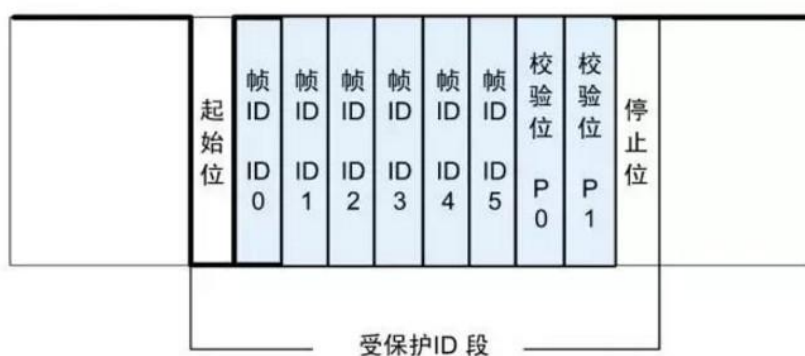 起始位
帧ID ID0
帧ID ID1
帧ID ID2
帧ID ID3
帧ID ID4
帧ID ID5
校验位 P0
校验位 P1
停止位
受保护ID 段